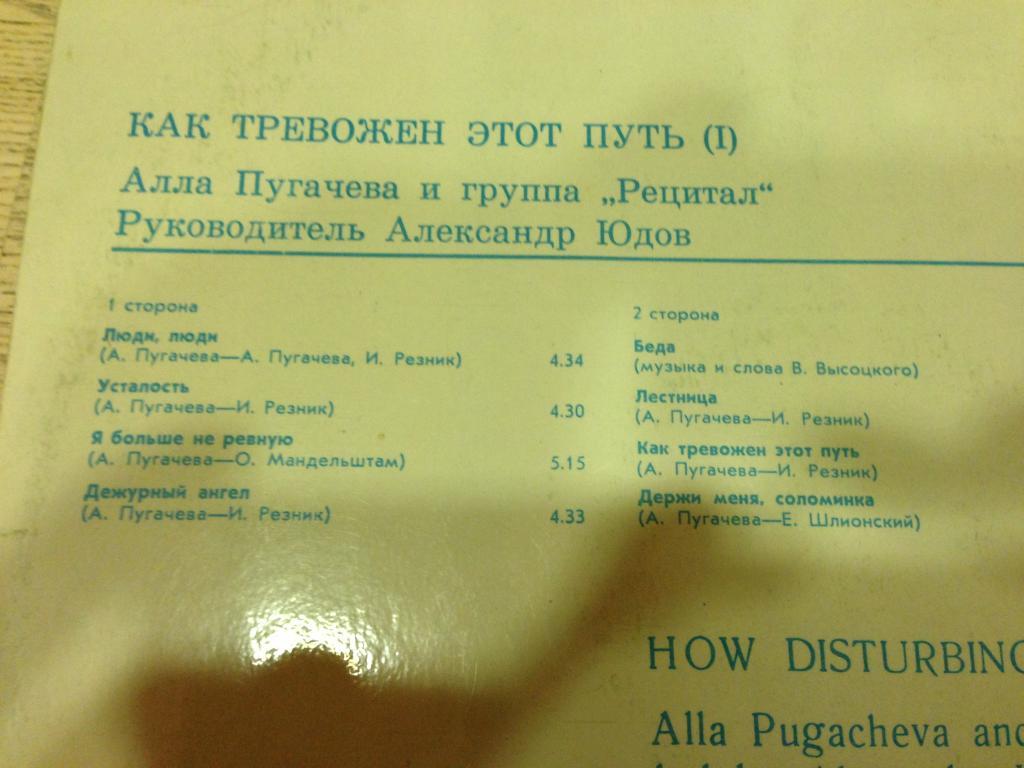 КАК ТРЕВОЖЕН ЭТОТ ПУТЬ (I)
Алла Пугачева и группа „Рецитал“
Руководитель Александр Юдов
1 сторона
Люди, люди
(А. Пугачева—А. Пугачева, И. Резник) 4.34
Усталость
(А. Пугачева—И. Резник) 4.30
Я больше не ревную
(А. Пугачева—О. Мандельштам) 5.15
Дежурный ангел
(А. Пугачева—И. Резник) 4.33
2 сторона
Беда
(музыка и слова В. Высоцкого)
Лестница
(А. Пугачева—И. Резник)
Как тревожен этот путь
(А. Пугачева—И. Резник)
Держи меня, соломинка
(А. Пугачева—Е. Шлионский)
HOW DISTURBING
Alla Pugacheva and